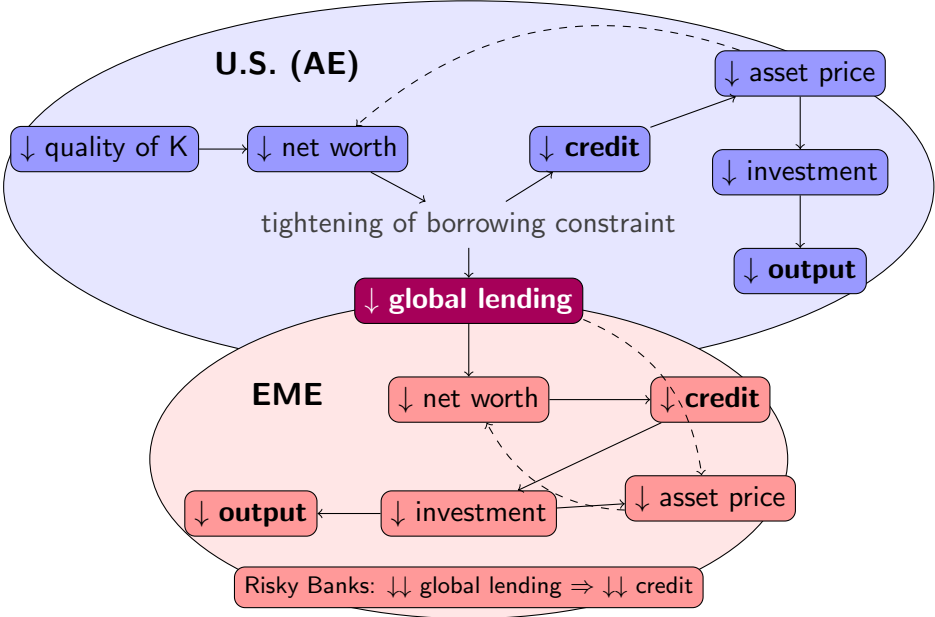 U.S. (AE)
↓ asset price
↓ quality of K
↓ net worth
↓ credit
↓ investment
tightening of borrowing constraint
↓ output
↓ global lending
EME
↓ net worth
↓ credit
↓ asset price
↓ output
↓ investment
Risky Banks: ↓↓ global lending ⇒ ↓↓ credit